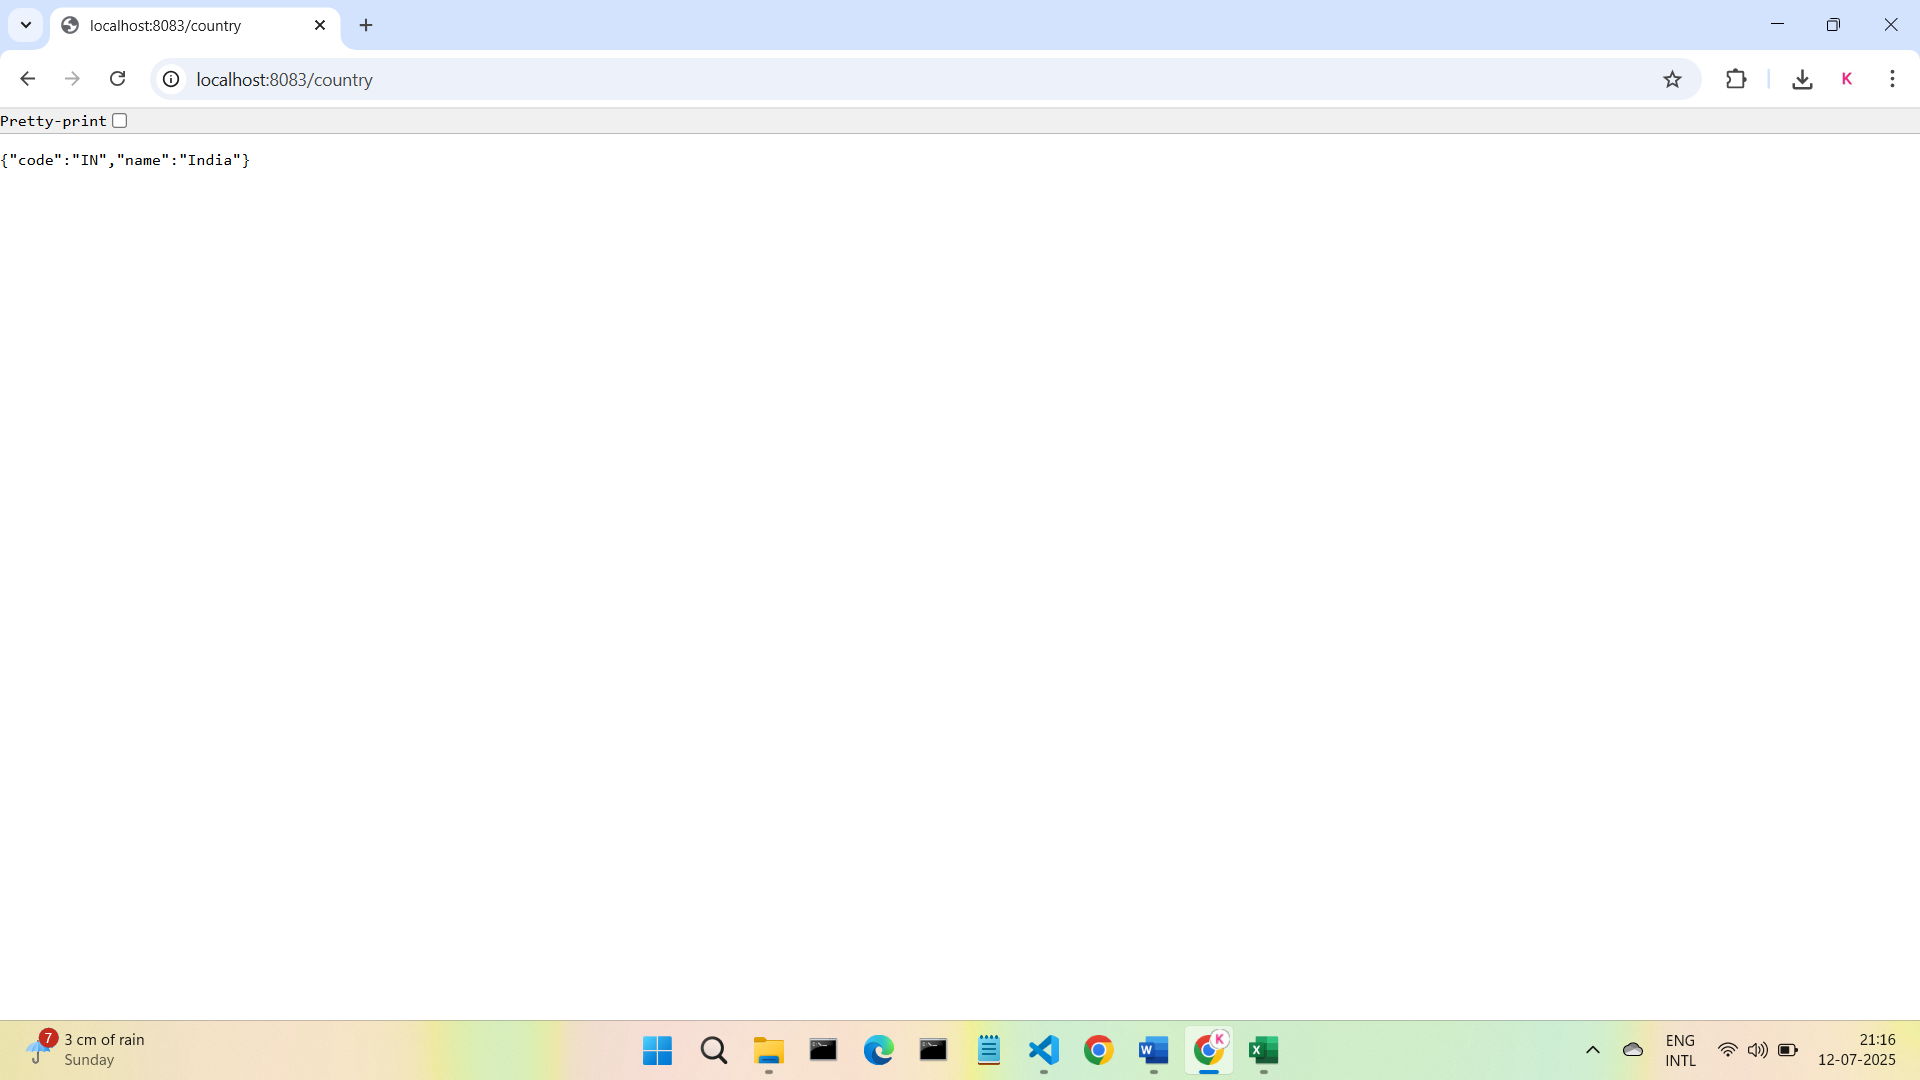 localhost:8083/country
localhost:8083/country
K
Pretty-print
{"code":"IN","name":"India"}
7
3 cm of rain
Sunday
K
ENG
INTL
21:16
12-07-2025